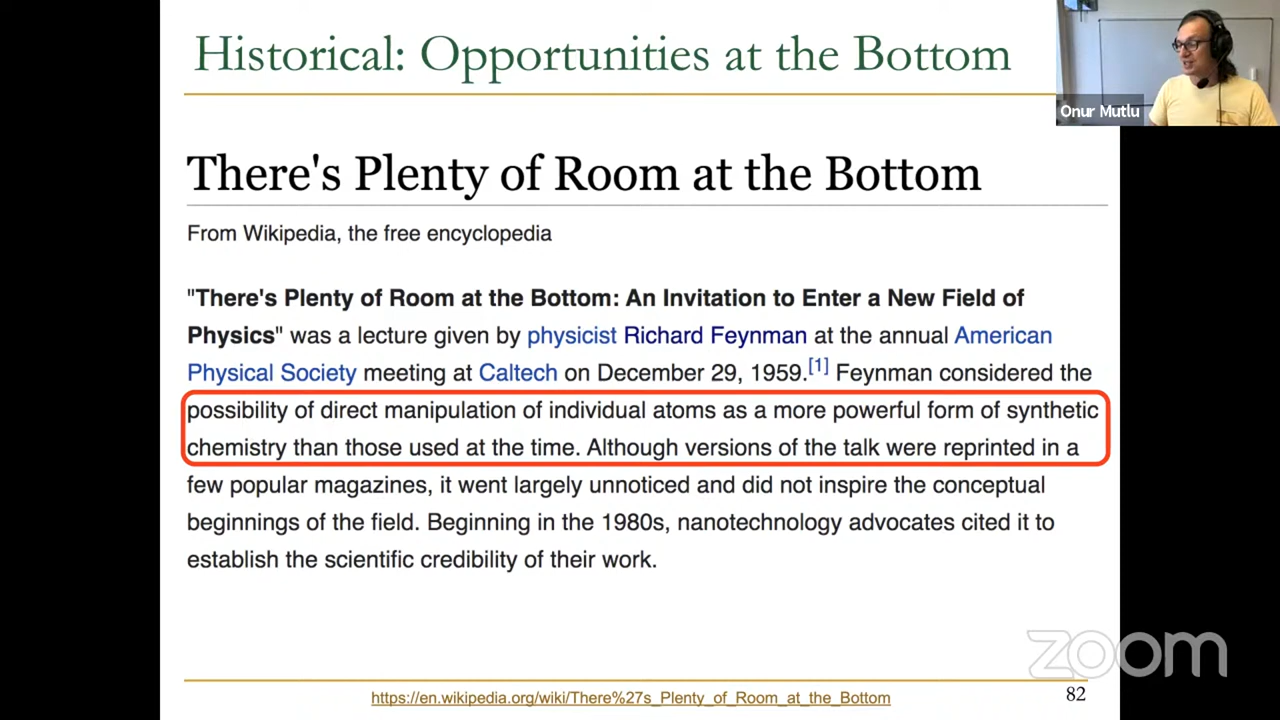 Historical: Opportunities at the Bottom
Onur Mutlu
There's Plenty of Room at the Bottom
From Wikipedia, the free encyclopedia
"There's Plenty of Room at the Bottom: An Invitation to Enter a New Field of
Physics" was a lecture given by physicist Richard Feynman at the annual American
Physical Society meeting at Caltech on December 29, 1959.[1] Feynman considered the
possibility of direct manipulation of individual atoms as a more powerful form of synthetic
chemistry than those used at the time. Although versions of the talk were reprinted in a
few popular magazines, it went largely unnoticed and did not inspire the conceptual
beginnings of the field. Beginning in the 1980s, nanotechnology advocates cited it to
establish the scientific credibility of their work.
zoom
https://en.wikipedia.org/wiki/There%27s_Plenty_of_Room_at_the_Bottom
82